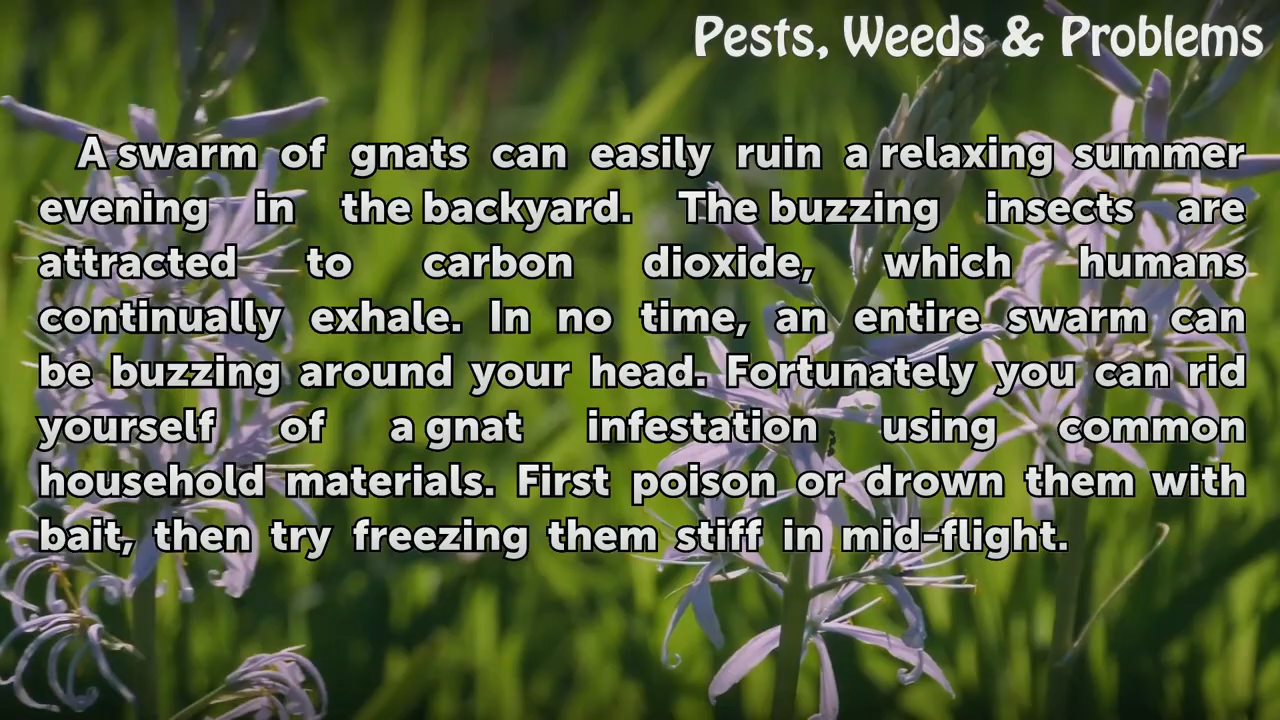 Pests, Weeds & Problems
A swarm of gnats can easily ruin a relaxing summer
evening in the backyard. The buzzing insects are
attracted to carbon dioxide, which humans
continually exhale. In no time, an entire swarm can
be buzzing around your head. Fortunately you can rid
yourself of a gnat infestation using common
household materials. First poison or drown them with
bait, then try freezing them stiff in mid-flight.